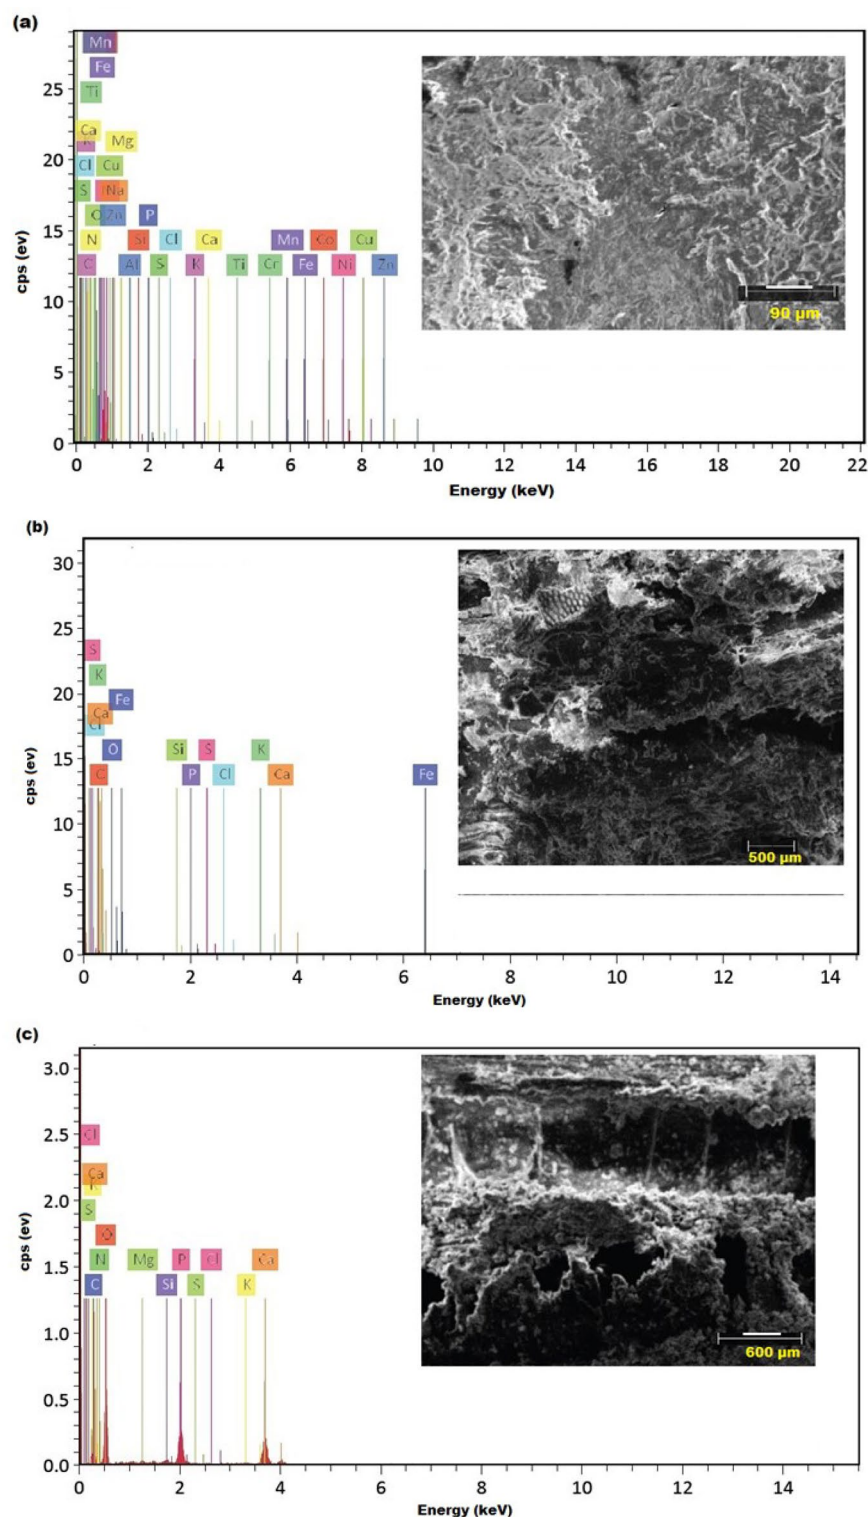 (a)
Mn
Fe
25
Ti
Ca
Mg
20
Cl Cu
S Na
O Zn P
15
N Sr Cl Ca Mn Co Cu
C Al S K Ti Cr Fe Ni Zn
10
5
0
cps (ev)
90 µm
0 2 4 6 8 10 12 14 16 18 20 22
Energy (keV)
(b)
30
25
S
K
20
Fe
Ca
Cl
O Si S K
15
C P Cl Ca Fe
10
5
0
cps (ev)
500 µm
0 2 4 6 8 10 12 14
Energy (keV)
(c)
3.0
2.5
Cl
Ca
K
2.0
S
O
1.5
N Mg P Cl Ca
C Si S K
1.0
0.5
0.0
cps (ev)
600 µm
0 2 4 6 8 10 12 14
Energy (keV)